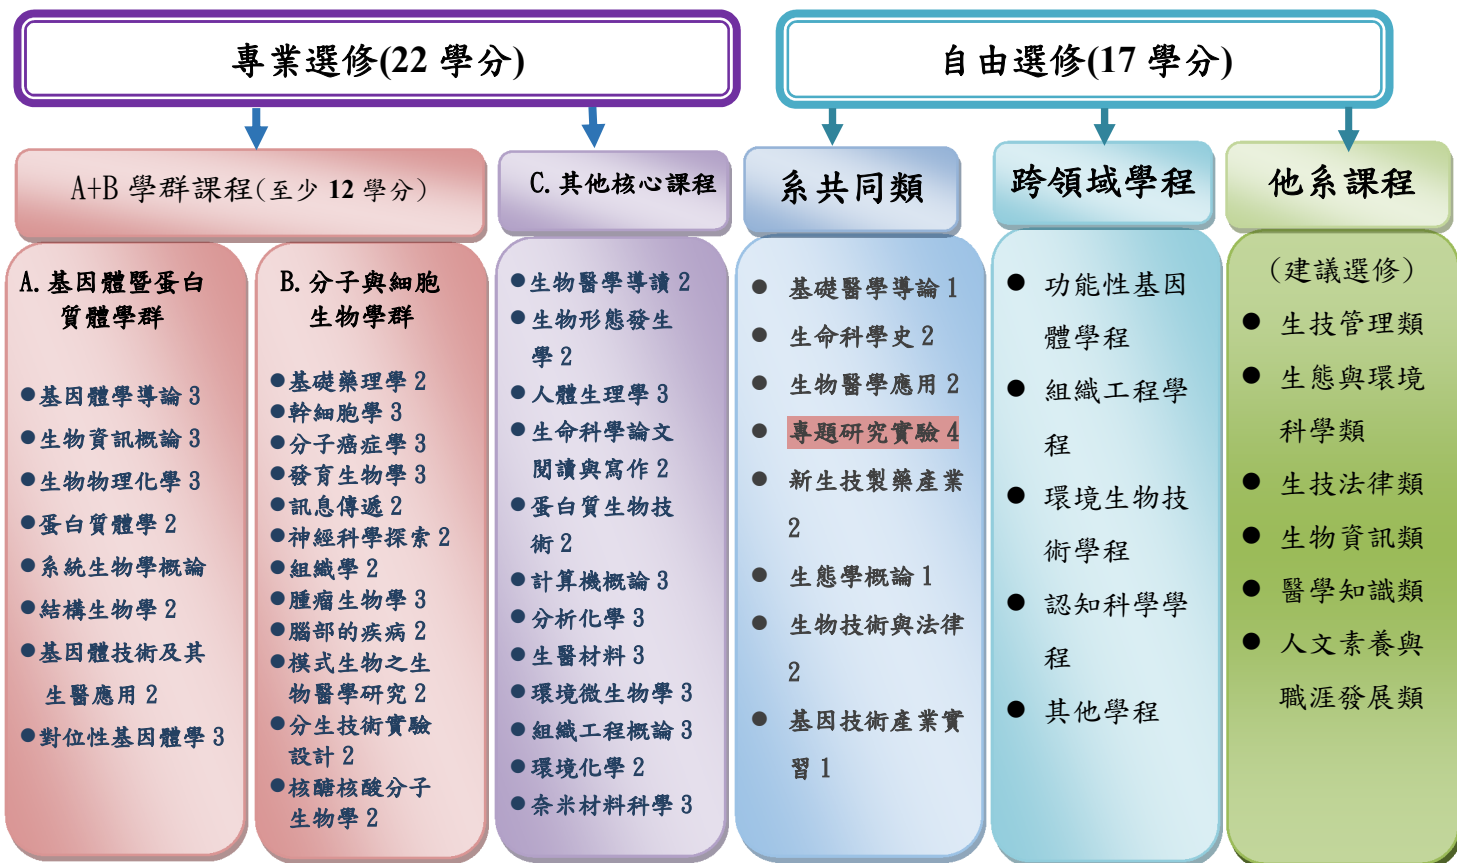 專業選修(22 學分)
自由選修(17 學分)
A+B 學群課程(至少 12 學分)
A. 基因體暨蛋白
質體學群
●基因體學導論 3
●生物資訊概論 3
●生物物理化學 3
●蛋白質體學 2
●系統生物學概論
●結構生物學 2
●基因體技術及其
生醫應用 2
●對位性基因體學 3
B. 分子與細胞
生物學群
●基礎藥理學 2
●幹細胞學 3
●分子癌症學 3
●發育生物學 3
●訊息傳遞 2
●神經科學探索 2
●組織學 2
●腫瘤生物學 3
●腦部的疾病 2
●模式生物之生
物醫學研究 2
●分生技術實驗
設計 2
●核醣核酸分子
生物學 2
C. 其他核心課程
●生物醫學導讀 2
●生物形態發生
學 2
●人體生理學 3
●生命科學論文
閱讀與寫作 2
●蛋白質生物技
術 2
●計算機概論 3
●分析化學 3
●生醫材料 3
●環境微生物學 3
●組織工程概論 3
●環境化學 2
●奈米材料科學 3
系共同類
● 基礎醫學導論 1
● 生命科學史 2
● 生物醫學應用 2
● 專題研究實驗 4
● 新生技製藥產業
2
● 生態學概論 1
● 生物技術與法律
2
● 基因技術產業實
習 1
跨領域學程
● 功能性基因
體學程
● 組織工程學
程
● 環境生物技
術學程
● 認知科學學
程
● 其他學程
他系課程
(建議選修)
● 生技管理類
● 生態與環境
科學類
● 生技法律類
● 生物資訊類
● 醫學知識類
● 人文素養與
職涯發展類